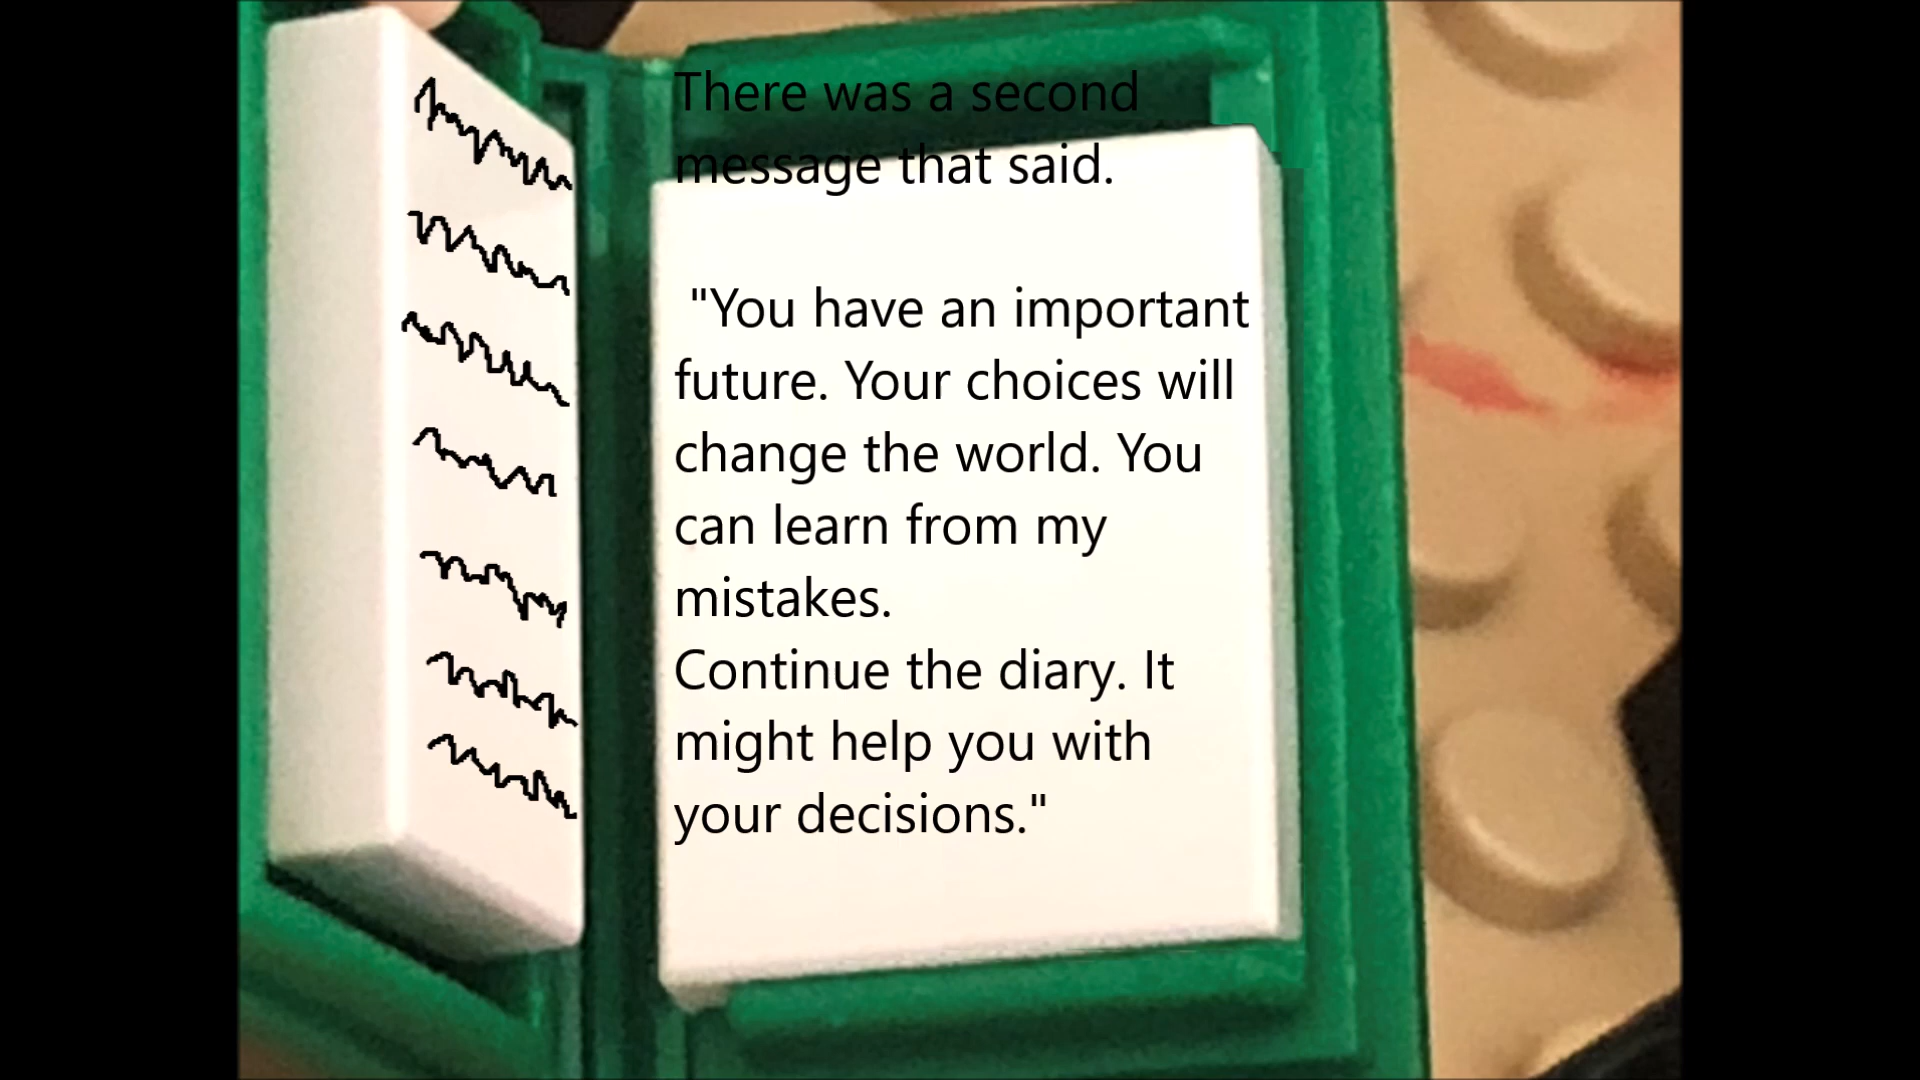 There was a second
message that said.
"You have an important
future. Your choices will
change the world. You
can learn from my
mistakes.
Continue the diary. It
might help you with
your decisions."